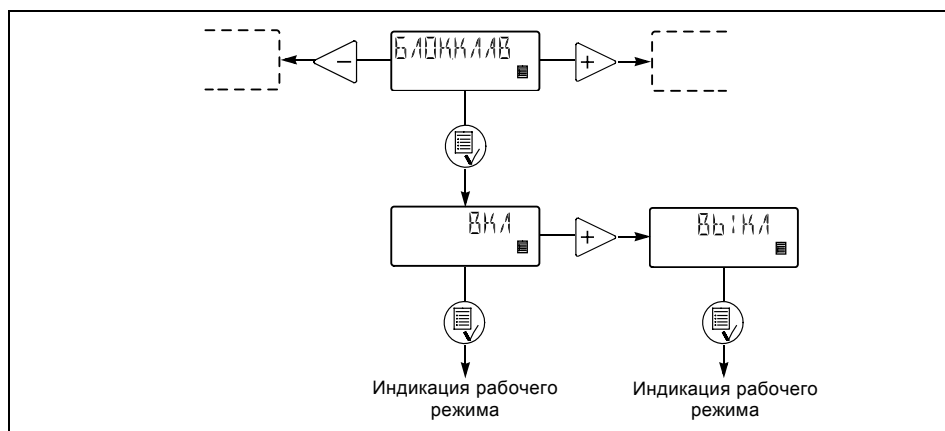 БЛОККЛАВ
ВКЛ
ВЫКЛ
Индикация рабочего
режима
Индикация рабочего
режима